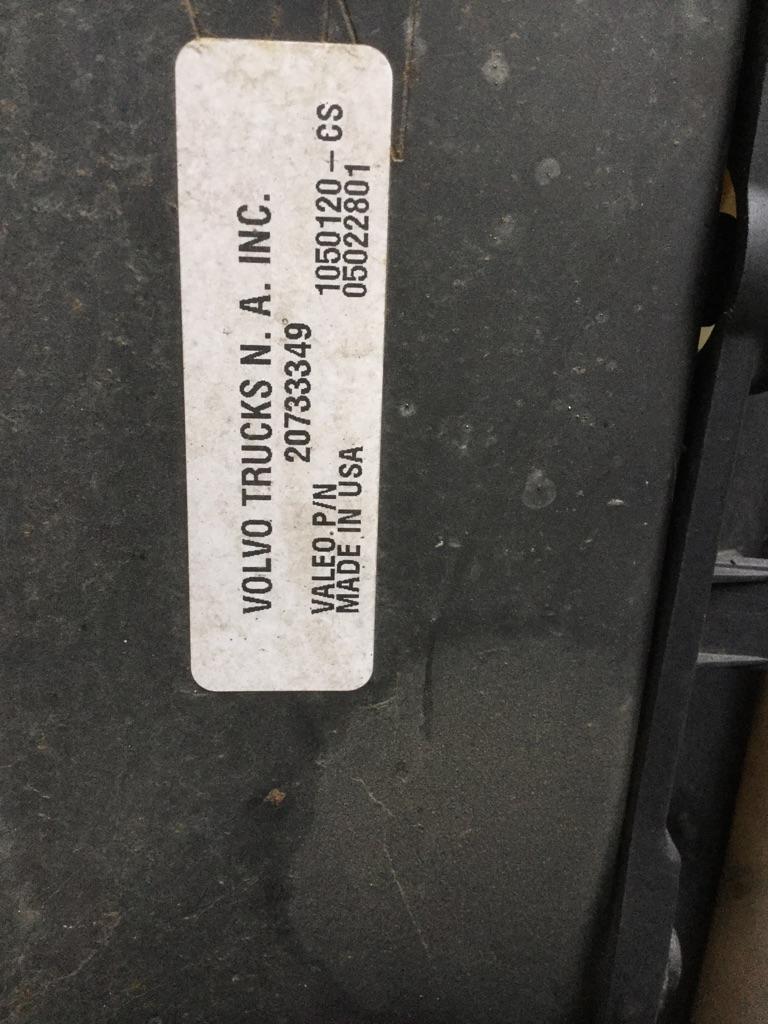 VOLVO TRUCKS N. A. INC.
20733349
VALEO P/N 1050120-CS
MADE IN USA 05022801